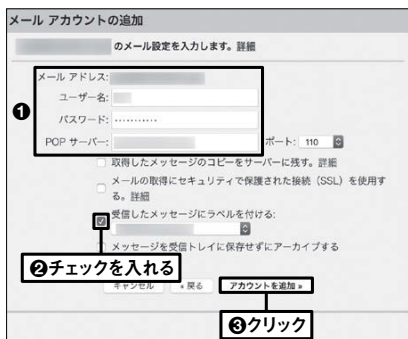 メール アカウントの追加
のメール設定を入力します。詳細
❶
メール アドレス:
ユーザー名:
パスワード: ···········
POP サーバー:
ポート: 110
取得したメッセージのコピーをサーバーに残す。詳細
メールの取得にセキュリティで保護された接続（SSL）を使用す
る。詳細
受信したメッセージにラベルを付ける:
メッセージを受信トレイに保存せずにアーカイブする
❷チェックを入れる
キャンセル
« 戻る
アカウントを追加 »
❸クリック